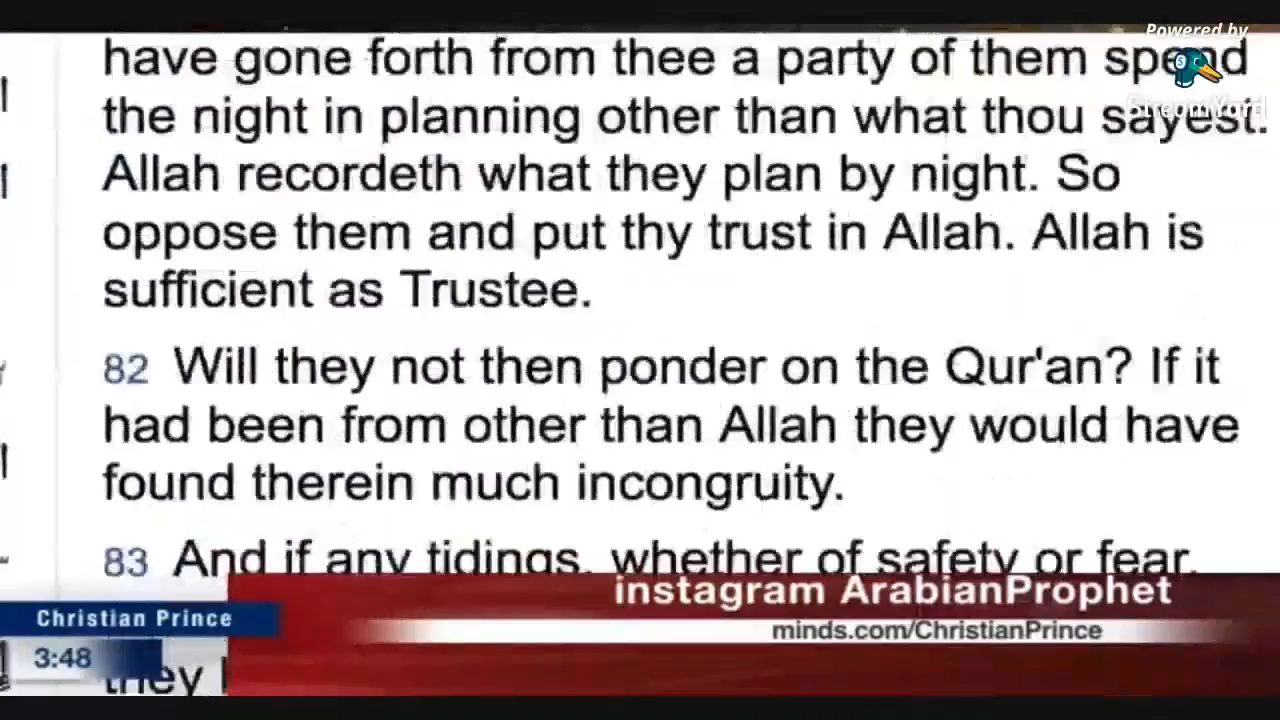 Powered by
StreamYard
have gone forth from thee a party of them spend
the night in planning other than what thou sayest.
Allah recordeth what they plan by night. So
oppose them and put thy trust in Allah. Allah is
sufficient as Trustee.
82 Will they not then ponder on the Qur'an? If it
had been from other than Allah they would have
found therein much incongruity.
83 And if any tidings, whether of safety or fear,
they
instagram ArabianProphet
minds.com/ChristianPrince
Christian Prince
3:48